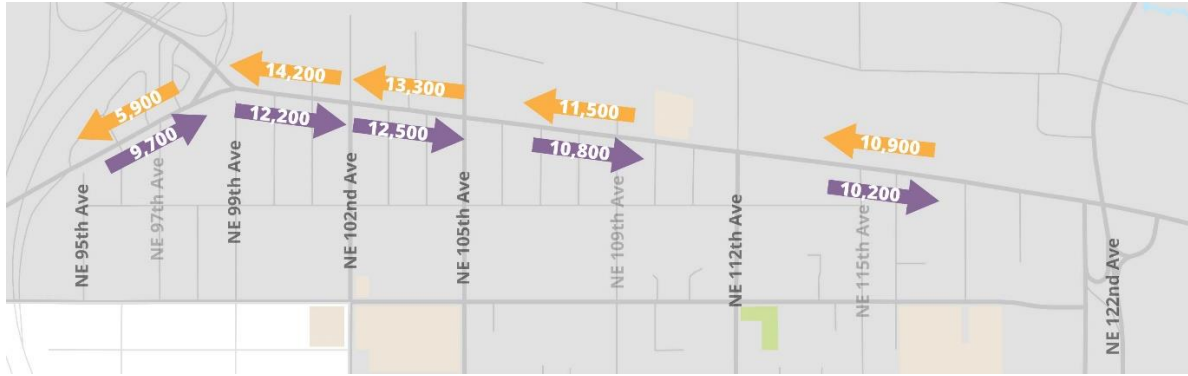 14,200
13,300
5,900
11,500
12,200
9,700
12,500
10,800
10,900
10,200
NE 95th Ave
NE 97th Ave
NE 99th Ave
NE 102nd Ave
NE 105th Ave
NE 109th Ave
NE 112th Ave
NE 115th Ave
NE 122nd Ave